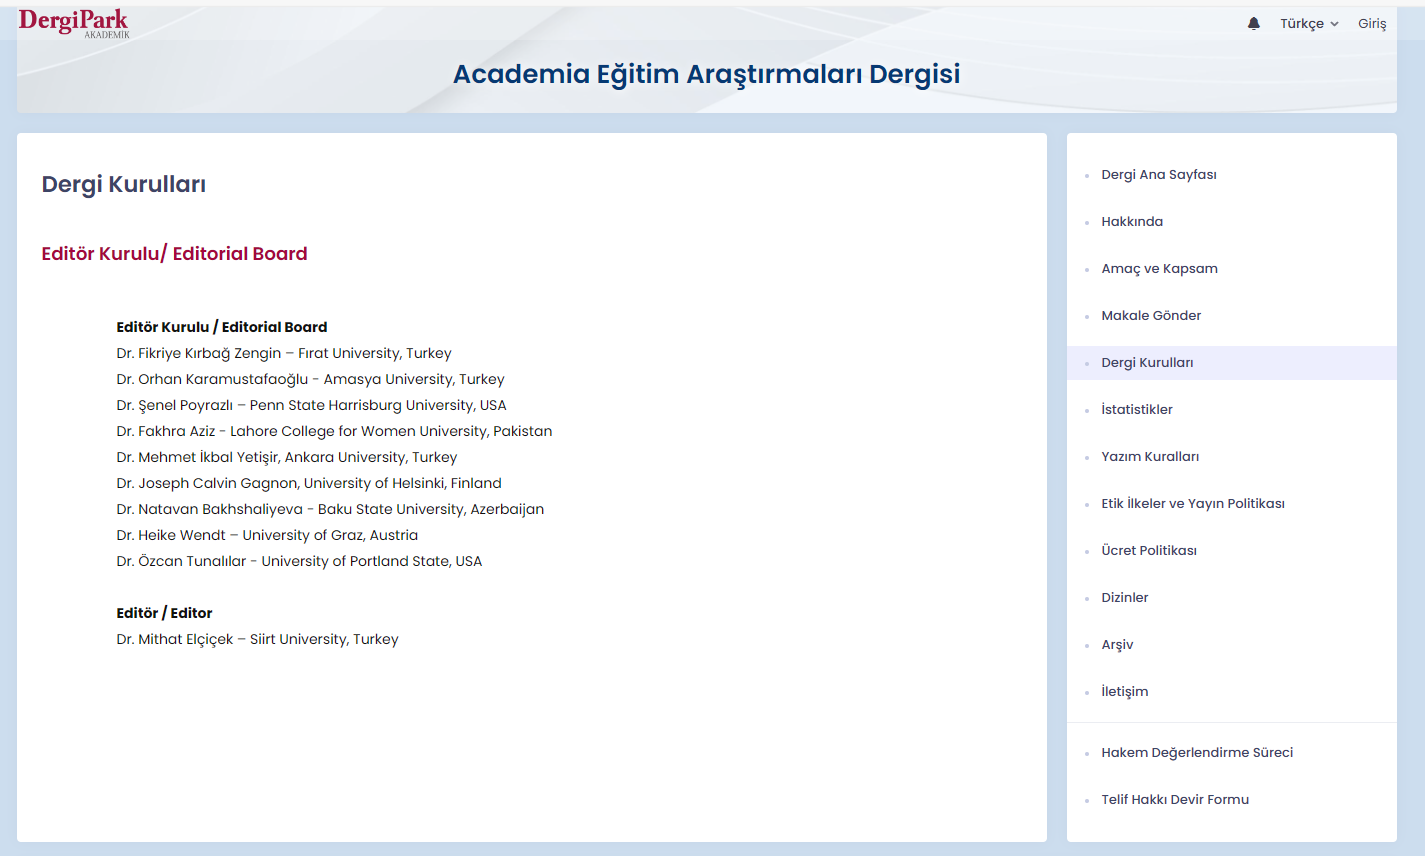 DergiPark
AKADEMİK
Türkçe
Giriş
Academia Eğitim Araştırmaları Dergisi
Dergi Kurulları
Editör Kurulu/ Editorial Board
Editör Kurulu / Editorial Board
Dr. Fikriye Kırbağ Zengin – Fırat University, Turkey
Dr. Orhan Karamustafaoğlu - Amasya University, Turkey
Dr. Şenel Poyrazlı – Penn State Harrisburg University, USA
Dr. Fakhra Aziz - Lahore College for Women University, Pakistan
Dr. Mehmet İkbal Yetişir, Ankara University, Turkey
Dr. Joseph Calvin Gagnon, University of Helsinki, Finland
Dr. Natavan Bakhshaliyeva - Baku State University, Azerbaijan
Dr. Heike Wendt – University of Graz, Austria
Dr. Özcan Tunalılar - University of Portland State, USA
Editör / Editor
Dr. Mithat Elçiçek – Siirt University, Turkey
Dergi Ana Sayfası
Hakkında
Amaç ve Kapsam
Makale Gönder
Dergi Kurulları
İstatistikler
Yazım Kuralları
Etik İlkeler ve Yayın Politikası
Ücret Politikası
Dizinler
Arşiv
İletişim
Hakem Değerlendirme Süreci
Telif Hakkı Devir Formu